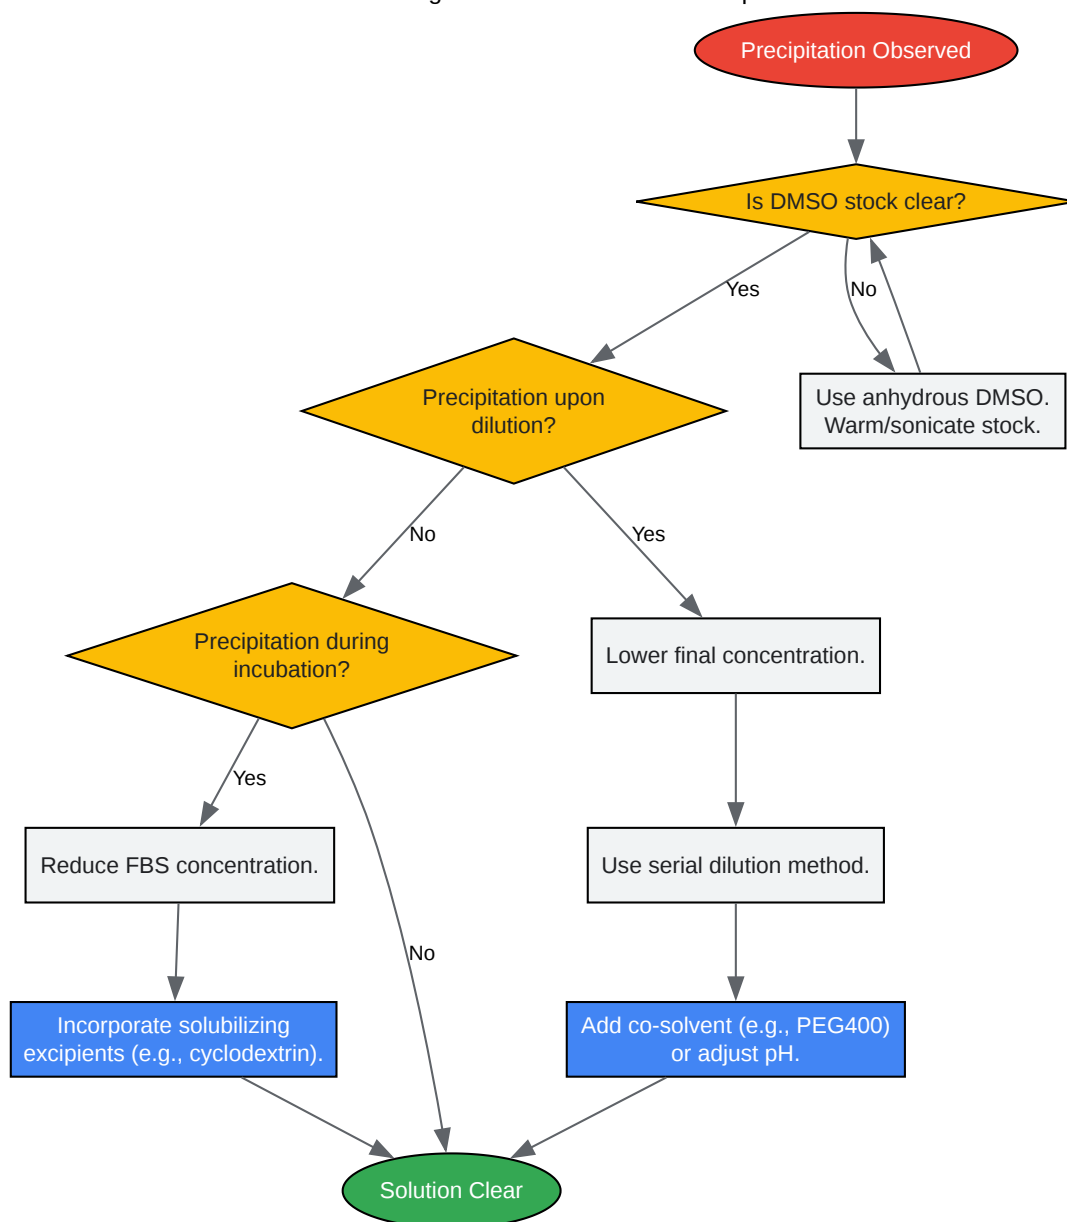 Precipitation Observed
Is DMSO stock clear?
Yes
No
Use anhydrous DMSO.
Warm/sonicate stock.
Precipitation upon
dilution?
No
Yes
Precipitation during
incubation?
Lower final concentration.
Yes
Reduce FBS concentration.
Use serial dilution method.
No
Incorporate solubilizing
excipients (e.g., cyclodextrin).
Add co-solvent (e.g., PEG400)
or adjust pH.
Solution Clear